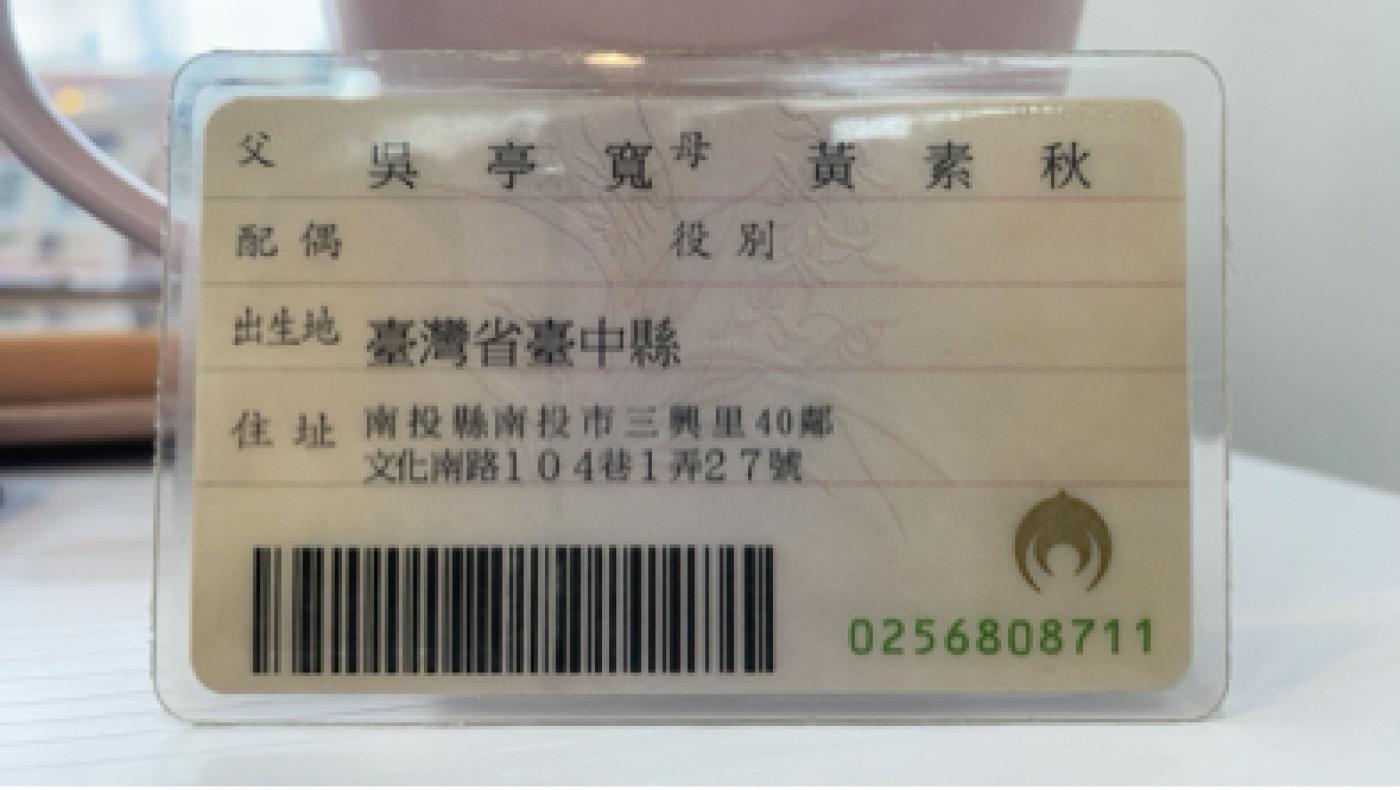 父 吳亭寬 母 黃素秋
配偶 役別
出生地 臺灣省臺中縣
住址 南投縣南投市三興里40鄰
文化南路104巷1弄27號
0256808711